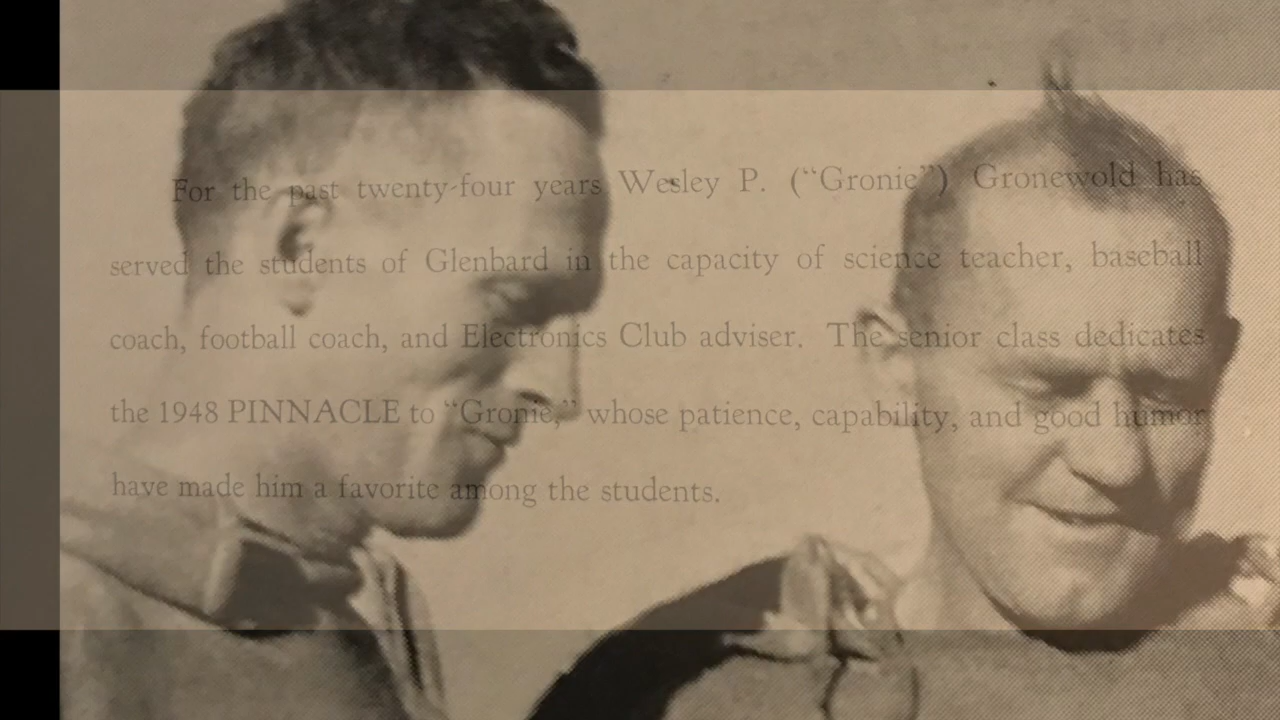 For the past twenty-four years Wesley P. (“Gronie”) Gronewold has
served the students of Glenbard in the capacity of science teacher, baseball
coach, football coach, and Electronics Club adviser. The senior class dedicates
the 1948 PINNACLE to “Gronie,” whose patience, capability, and good humor
have made him a favorite among the students.